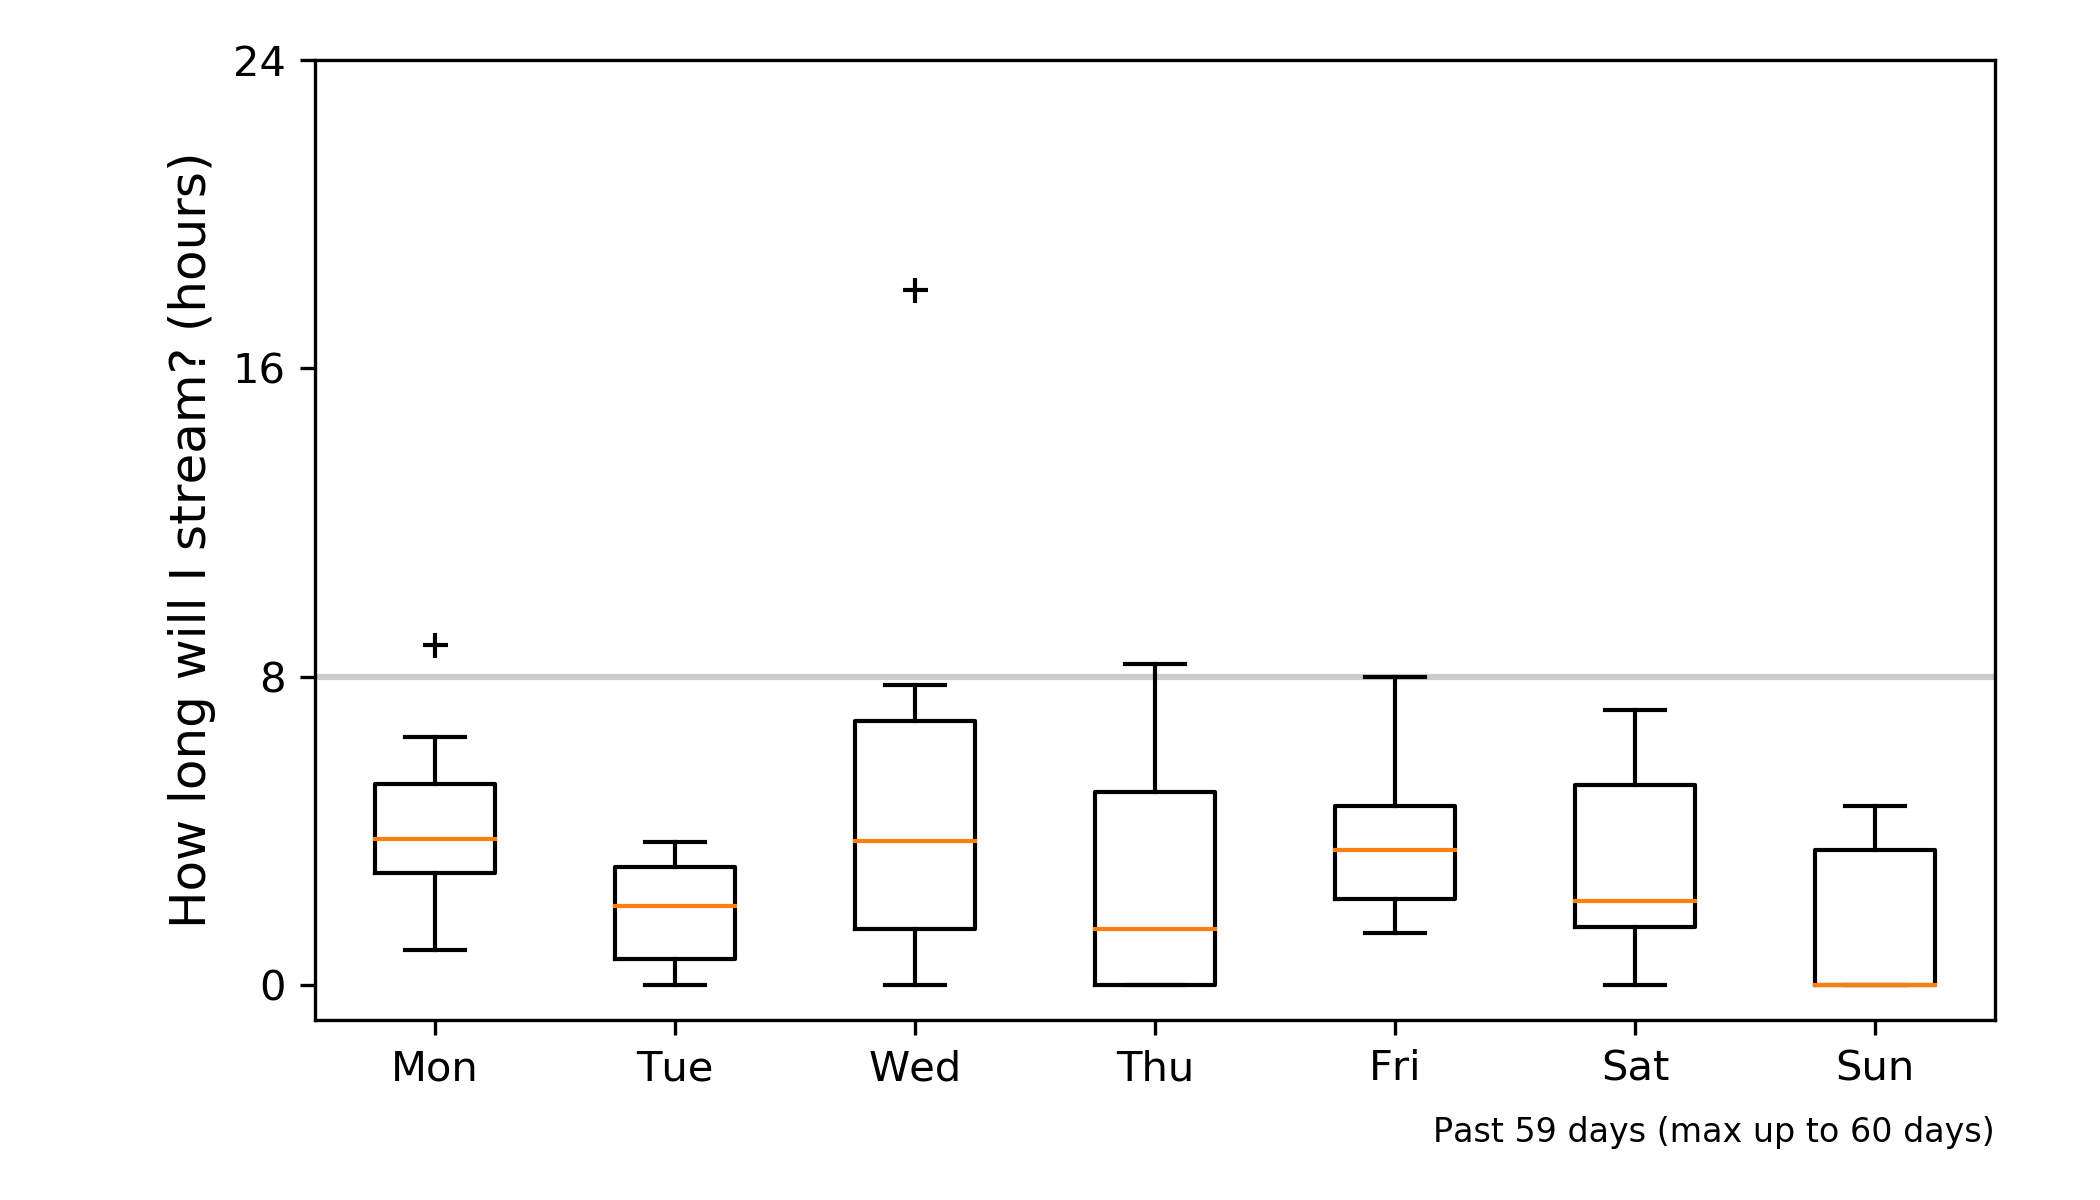 How long will I stream? (hours)
24
16
8
0
Mon Tue Wed Thu Fri Sat Sun
Past 59 days (max up to 60 days)